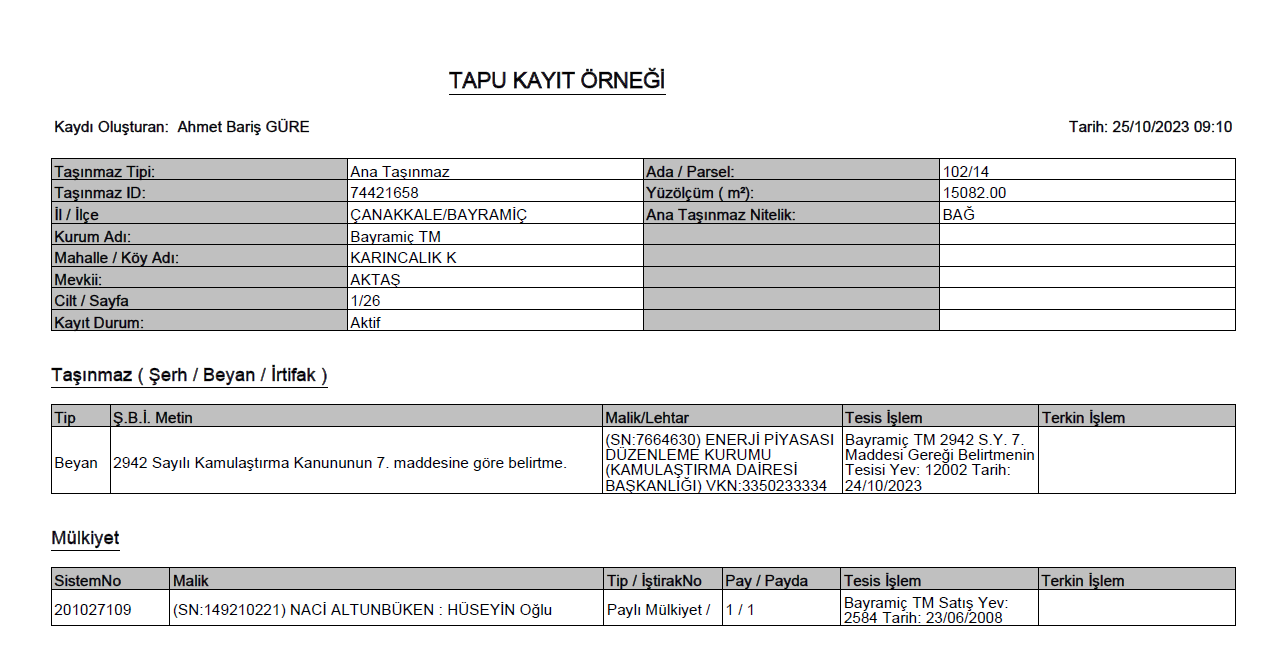 TAPU KAYIT ÖRNEĞİ
Kaydı Oluşturan: Ahmet Bariş GÜRE
Tarih: 25/10/2023 09:10
Taşınmaz Tipi: Ana Taşınmaz Ada / Parsel: 102/14
Taşınmaz ID: 74421658 Yüzölçüm ( m²): 15082.00
İl / İlçe ÇANAKKALE/BAYRAMİÇ Ana Taşınmaz Nitelik: BAĞ
Kurum Adı: Bayramiç TM
Mahalle / Köy Adı: KARINCALIK K
Mevkii: AKTAŞ
Cilt / Sayfa 1/26
Kayıt Durum: Aktif
Taşınmaz ( Şerh / Beyan / İrtifak )
Tip Ş.B.İ. Metin Malik/Lehtar Tesis İşlem Terkin İşlem
Beyan
2942 Sayılı Kamulaştırma Kanununun 7. maddesine göre belirtme.
(SN:7664630) ENERJİ PİYASASI
DÜZENLEME KURUMU
(KAMULAŞTIRMA DAİRESİ
BAŞKANLIĞI) VKN:3350233334
Bayramiç TM 2942 S.Y. 7.
Maddesi Gereği Belirtmenin
Tesisi Yev: 12002 Tarih:
24/10/2023
Mülkiyet
SistemNo Malik Tip / İştirakNo Pay / Payda Tesis İşlem Terkin İşlem
201027109 (SN:149210221) NACİ ALTUNBÜKEN : HÜSEYİN Oğlu Paylı Mülkiyet / 1 / 1
Bayramiç TM Satış Yev:
2584 Tarih: 23/06/2008